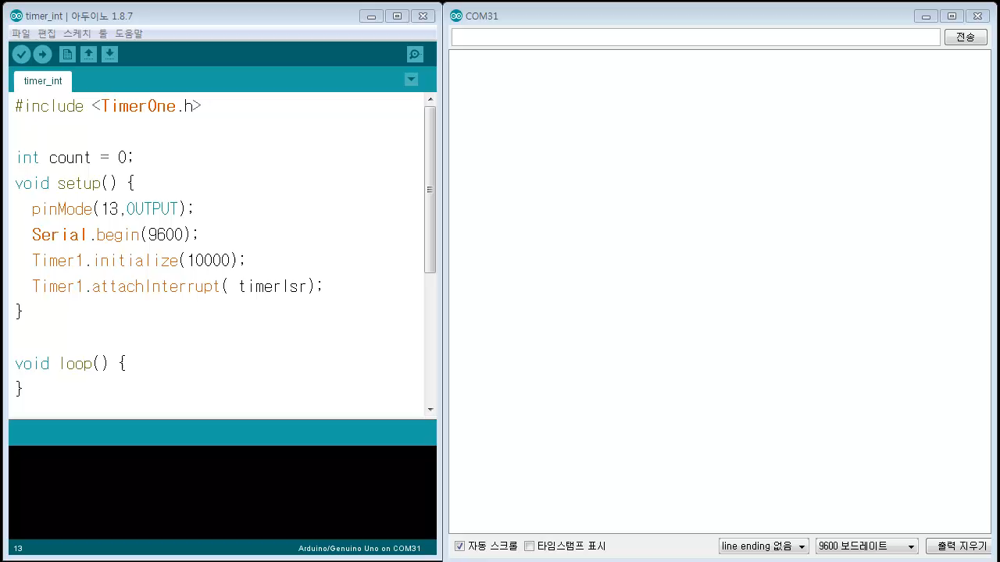 timer_int | 아두이노 1.8.7
파일 편집 스케치 툴 도움말
timer_int
#include <TimerOne.h>
int count = 0;
void setup() {
pinMode(13,OUTPUT);
Serial.begin(9600);
Timer1.initialize(10000);
Timer1.attachInterrupt( timerIsr);
}
void loop() {
}
13
Arduino/Genuino Uno on COM31
COM31
전송
자동 스크롤 타임스탬프 표시
line ending 없음
9600 보드레이트
출력 지우기